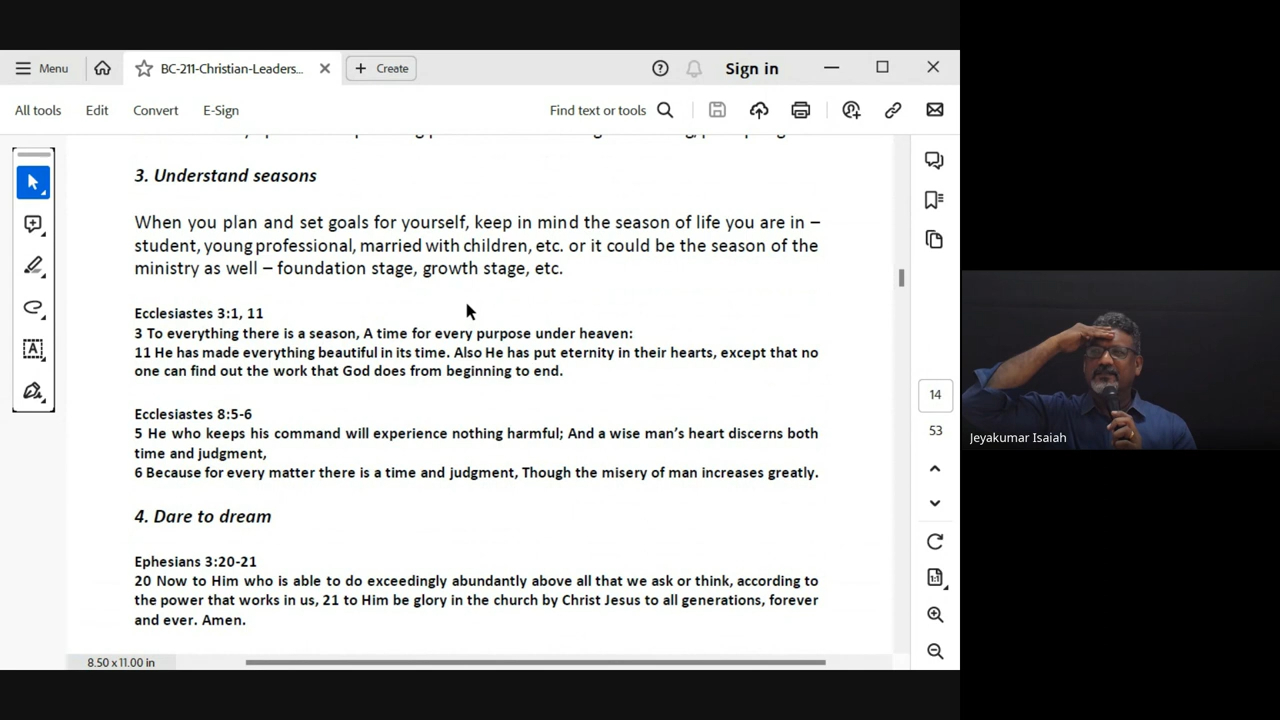 Menu
BC-211-Christian-Leaders...
Create
Sign in
All tools
Edit
Convert
E-Sign
Find text or tools
3. Understand seasons
When you plan and set goals for yourself, keep in mind the season of life you are in –
student, young professional, married with children, etc. or it could be the season of the
ministry as well – foundation stage, growth stage, etc.
Ecclesiastes 3:1, 11
3 To everything there is a season, A time for every purpose under heaven:
11 He has made everything beautiful in its time. Also He has put eternity in their hearts, except that no
one can find out the work that God does from beginning to end.
Ecclesiastes 8:5-6
5 He who keeps his command will experience nothing harmful; And a wise man's heart discerns both
time and judgment,
6 Because for every matter there is a time and judgment, Though the misery of man increases greatly.
4. Dare to dream
Ephesians 3:20-21
20 Now to Him who is able to do exceedingly abundantly above all that we ask or think, according to
the power that works in us, 21 to Him be glory in the church by Christ Jesus to all generations, forever
and ever. Amen.
14
53
8.50 x 11.00 in
Jeyakumar Isaiah